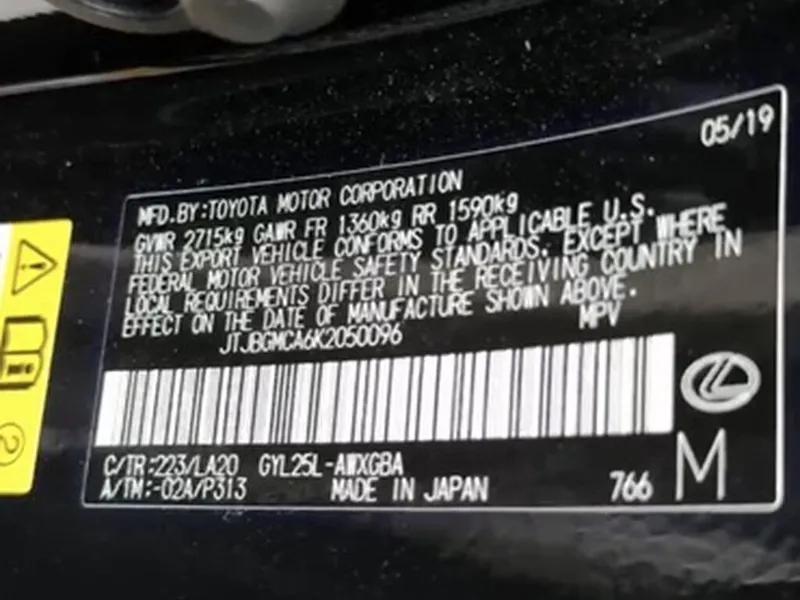 05/19
MFD.BY:TOYOTA MOTOR CORPORATION
GVWR 2715kg GAWR FR 1360kg RR 1590kg
THIS EXPORT VEHICLE CONFORMS TO APPLICABLE U.S.
FEDERAL MOTOR VEHICLE SAFETY STANDARDS. EXCEPT WHERE
LOCAL REQUIREMENTS DIFFER IN THE RECEIVING COUNTRY IN
EFFECT ON THE DATE OF MANUFACTURE SHOWN ABOVE.
JTJBGMCA6K2050096 MPV
C/TR:223/LA20 GYL25L-AWXGBA
A/TM:-02A/P313 MADE IN JAPAN 766 M
2